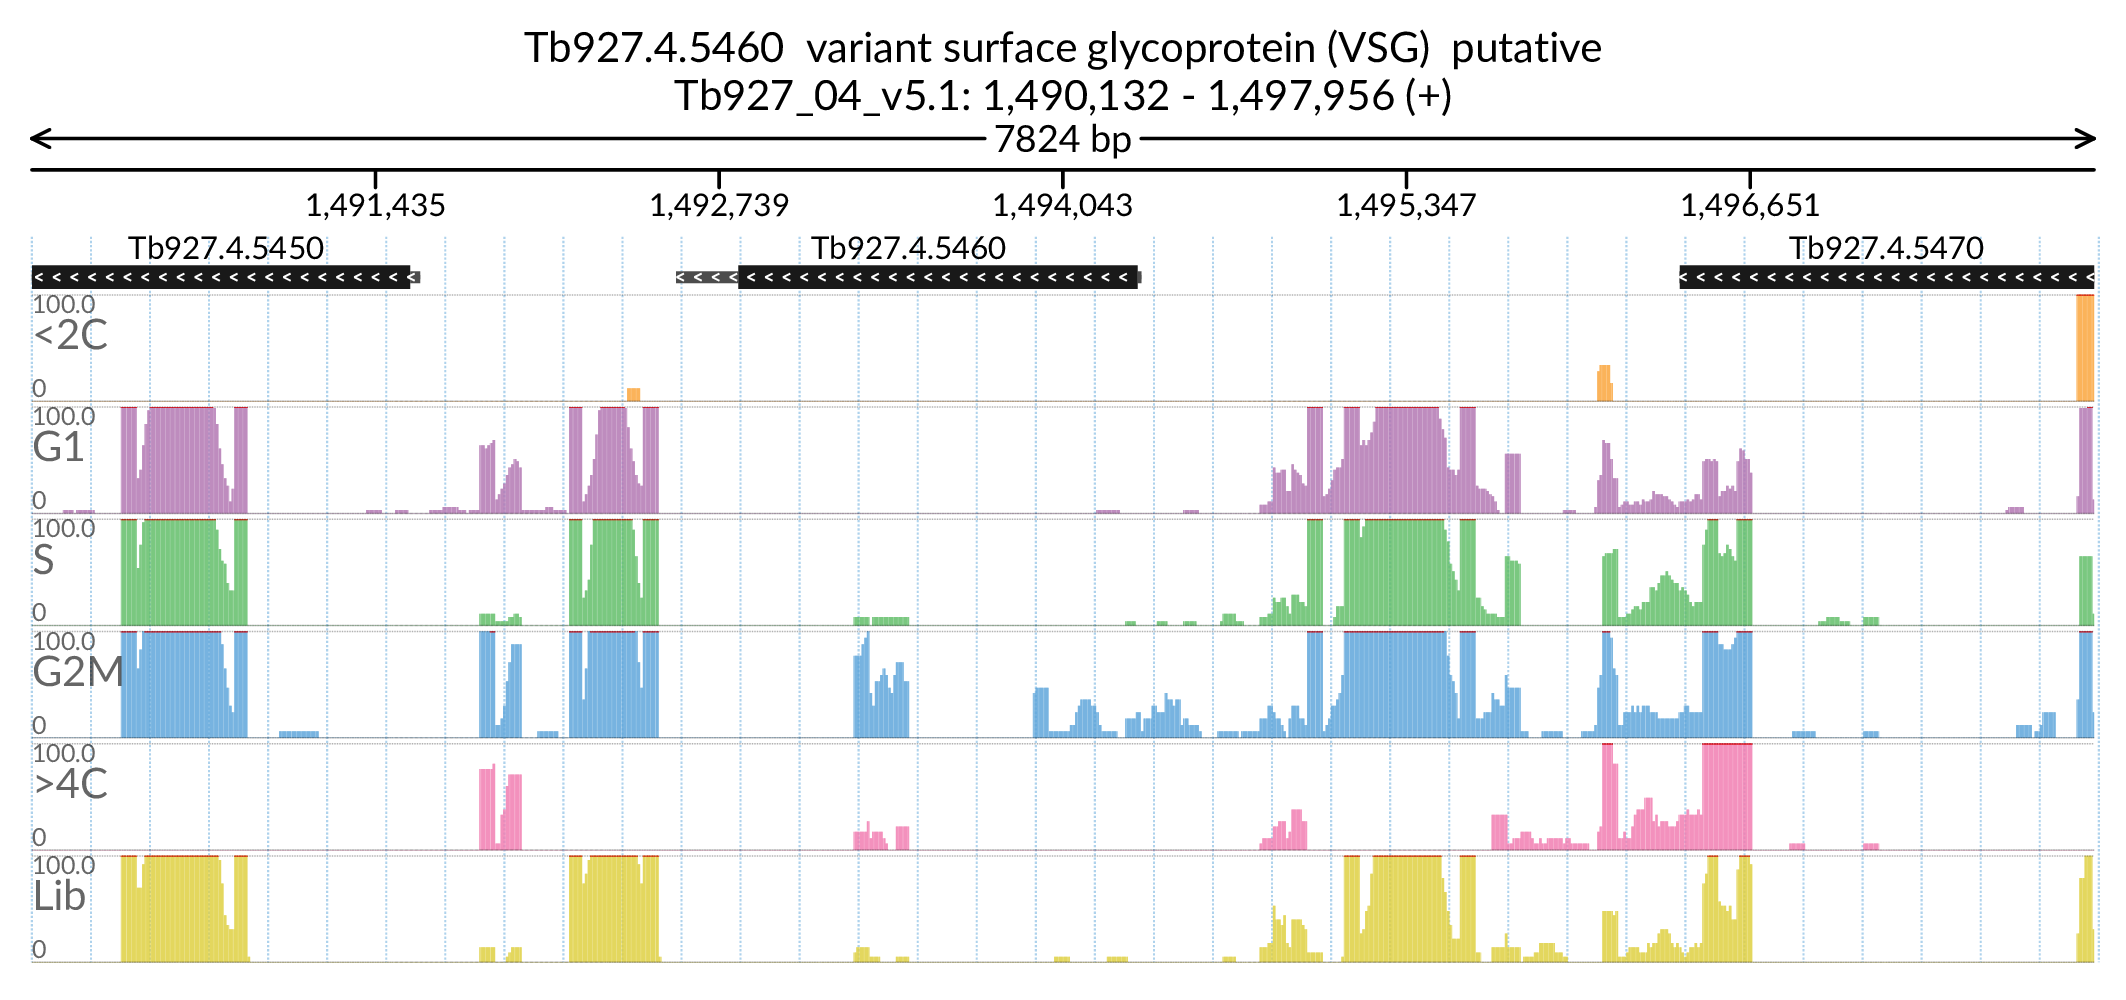 Tb927.4.5460 variant surface glycoprotein (VSG) putative
Tb927_04_v5.1: 1,490,132 - 1,497,956 (+)
7824 bp
1,491,435 1,492,739 1,494,043 1,495,347 1,496,651
Tb927.4.5450 Tb927.4.5460 Tb927.4.5470
100.0
<2C
0
100.0
G1
0
100.0
S
0
100.0
G2M
0
100.0
>4C
0
100.0
Lib
0